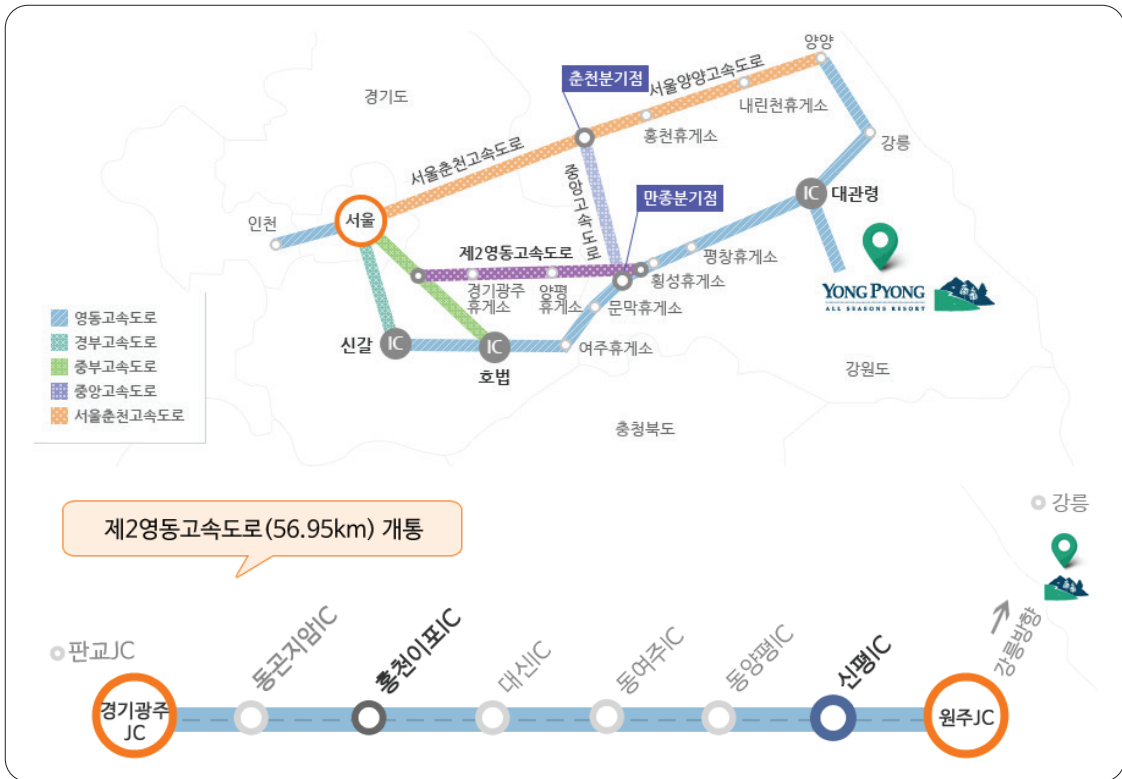 양양
춘천분기점
서울양양고속도로
경기도
내린천휴게소
홍천휴게소
강릉
서울춘천고속도로
중앙고속도로
만종분기점
IC
대관령
인천
서울
제2영동고속도로
평창휴게소
횡성휴게소
경기광주
휴게소
양평
휴게소
문막휴게소
YONG PYONG
ALL SEASONS RESORT
영동고속도로
경부고속도로
중부고속도로
중앙고속도로
서울춘천고속도로
신갈
IC
IC
호법
여주휴게소
강원도
충청북도
제2영동고속도로(56.95km) 개통
강릉
판교JC
경기광주
JC
동곤지암IC
홍천이포IC
대신IC
동여주IC
동양평IC
신평IC
원주JC
강릉방향